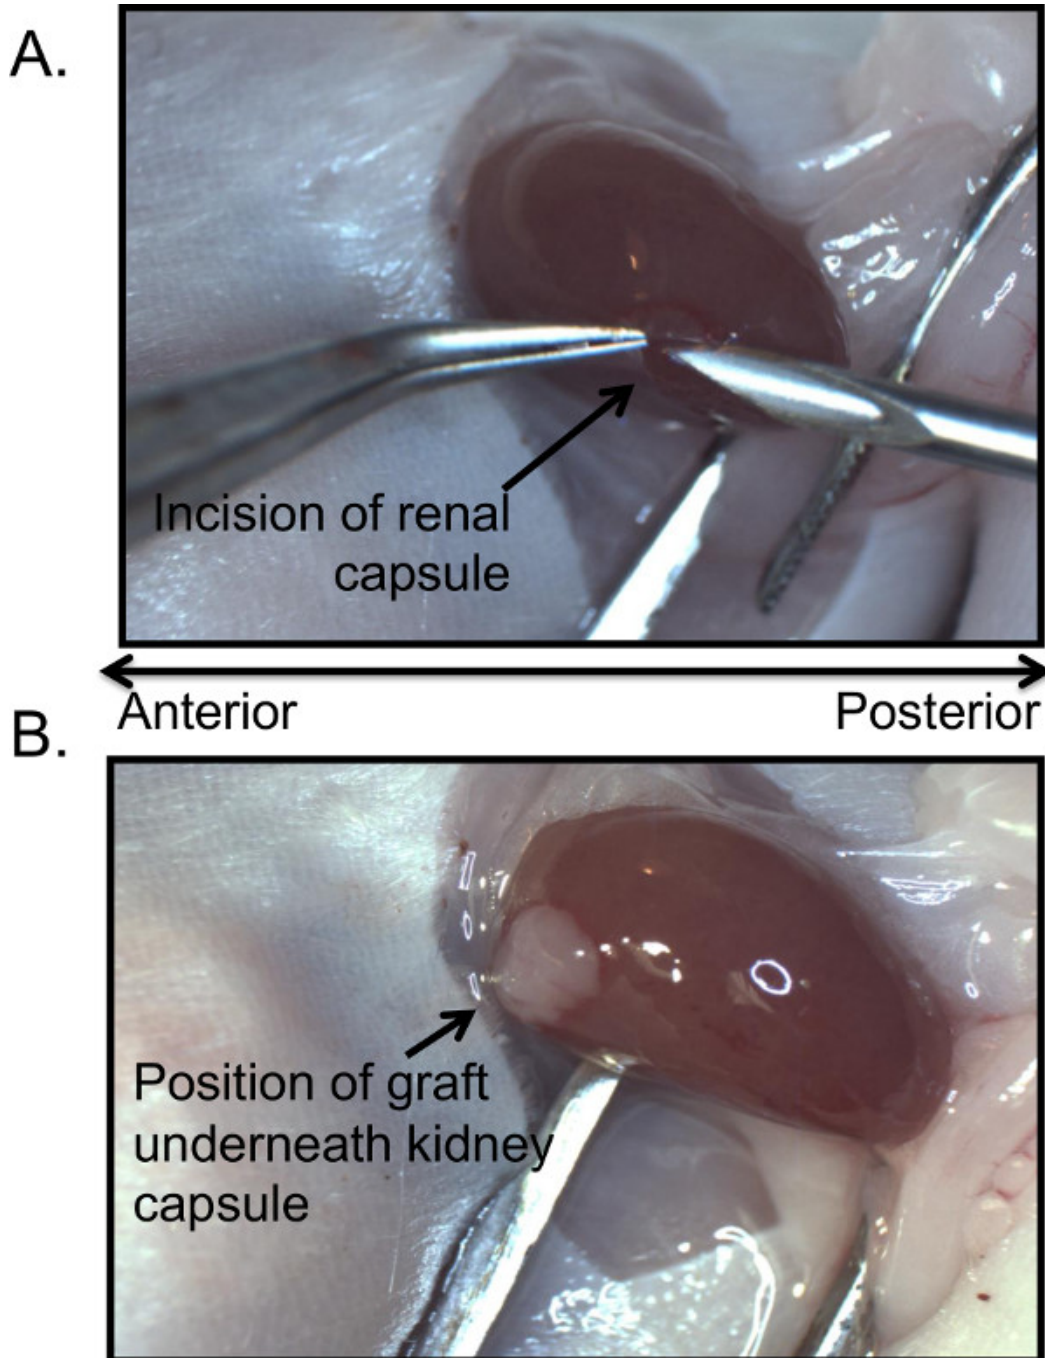 A.
Incision of renal
capsule
Anterior
Posterior
B.
Position of graft
underneath kidney
capsule